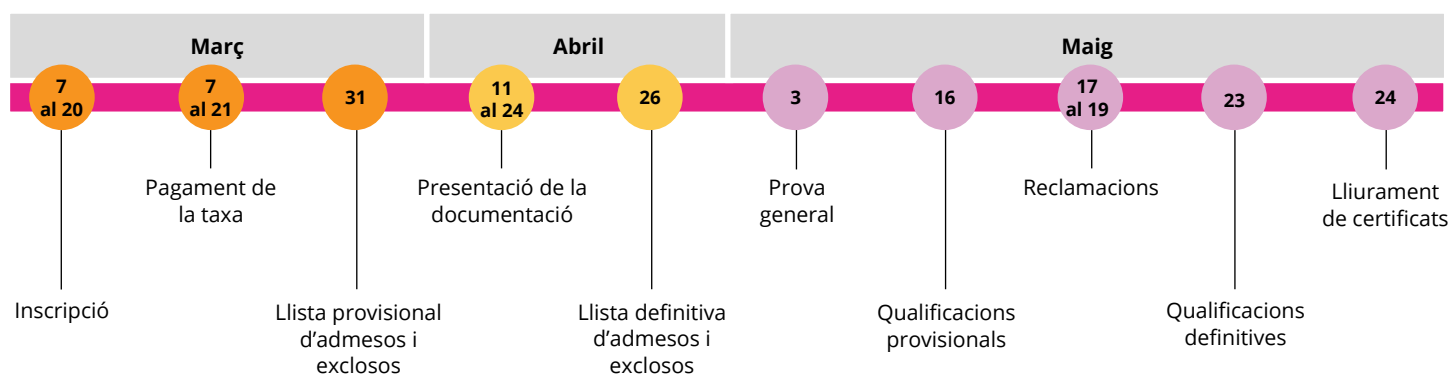 Març
Abril
Maig
7
al 20
7
al 21
31
11
al 24
26
3
16
17
al 19
23
24
Pagament de
la taxa
Presentació de la
documentació
Prova
general
Reclamacions
Lliurament
de certificats
Inscripció
Llista provisional
d'admesos i
exclosos
Llista definitiva
d'admesos i
exclosos
Qualificacions
provisionals
Qualificacions
definitives